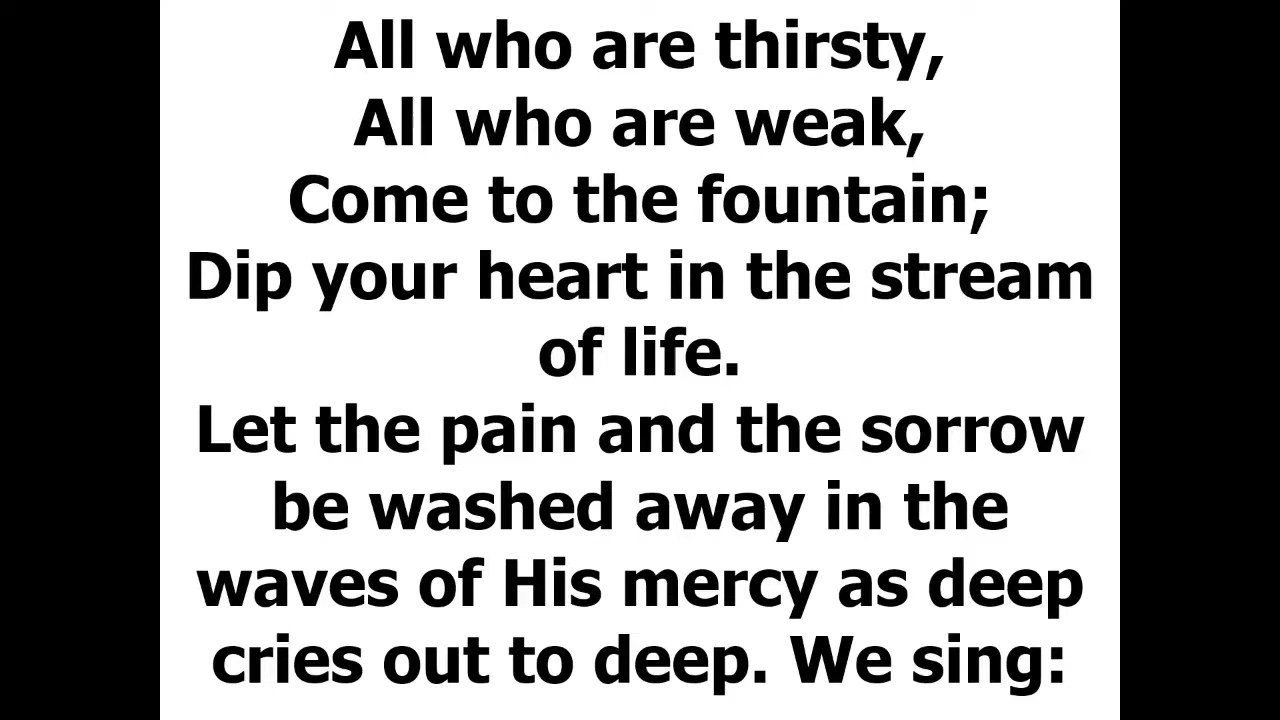 All who are thirsty,
All who are weak,
Come to the fountain;
Dip your heart in the stream
of life.
Let the pain and the sorrow
be washed away in the
waves of His mercy as deep
cries out to deep. We sing: